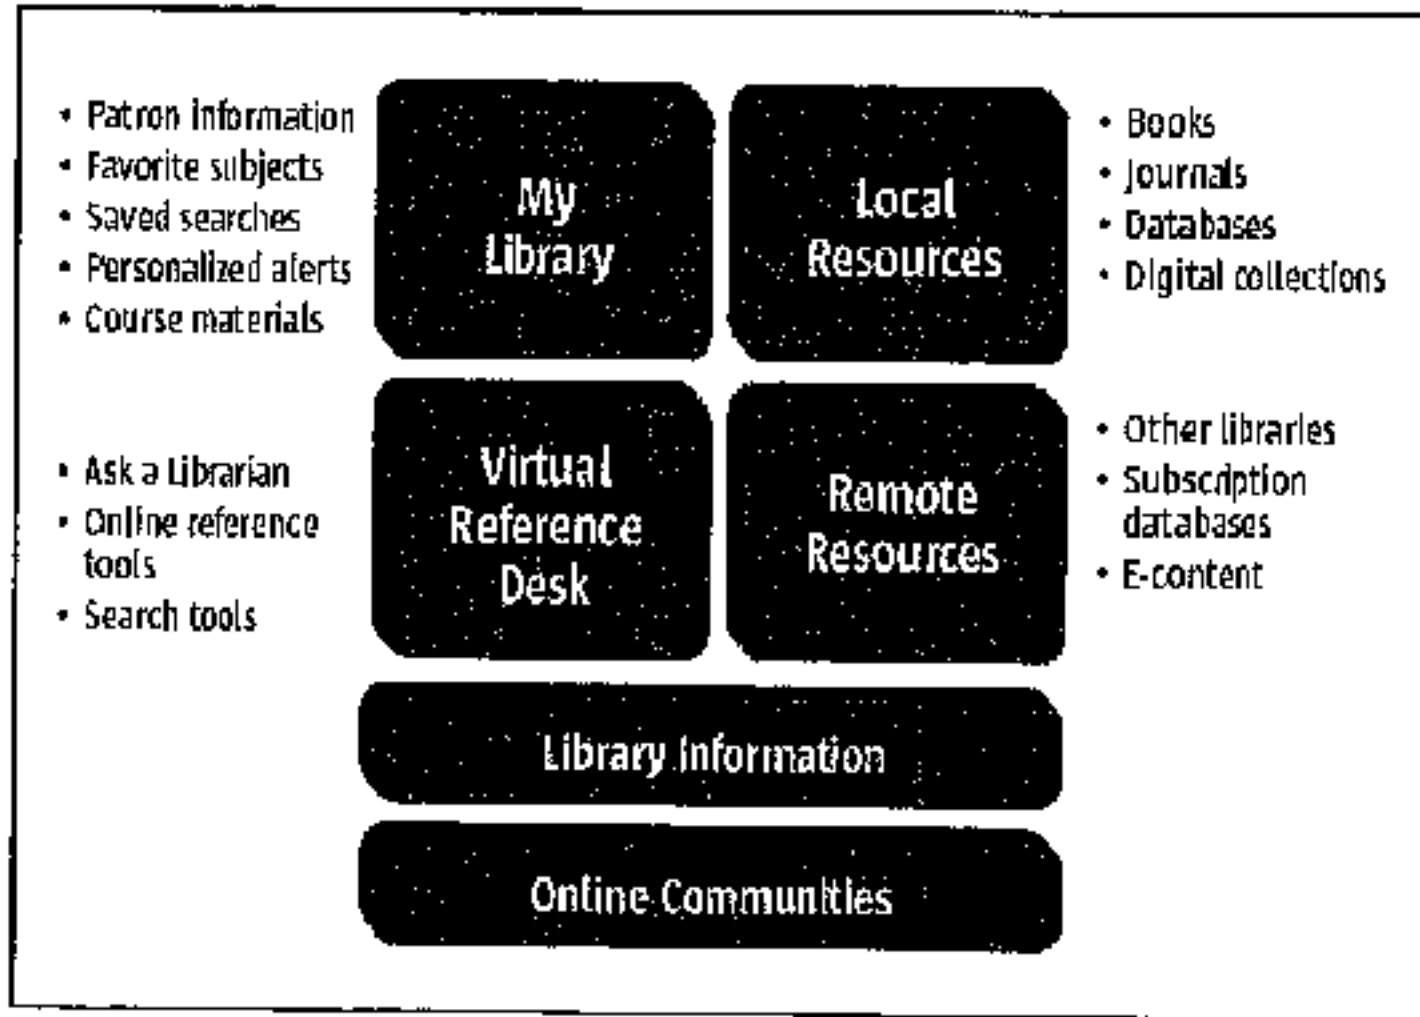 • Patron information
• Favorite subjects
• Saved searches
• Personalized alerts
• Course materials
My
Library
Local
Resources
• Books
• Journals
• Databases
• Digital collections
• Ask a Librarian
• Online reference
tools
• Search tools
Virtual
Reference
Desk
Remote
Resources
• Other libraries
• Subscription
databases
• E-content
Library Information
Online Communities